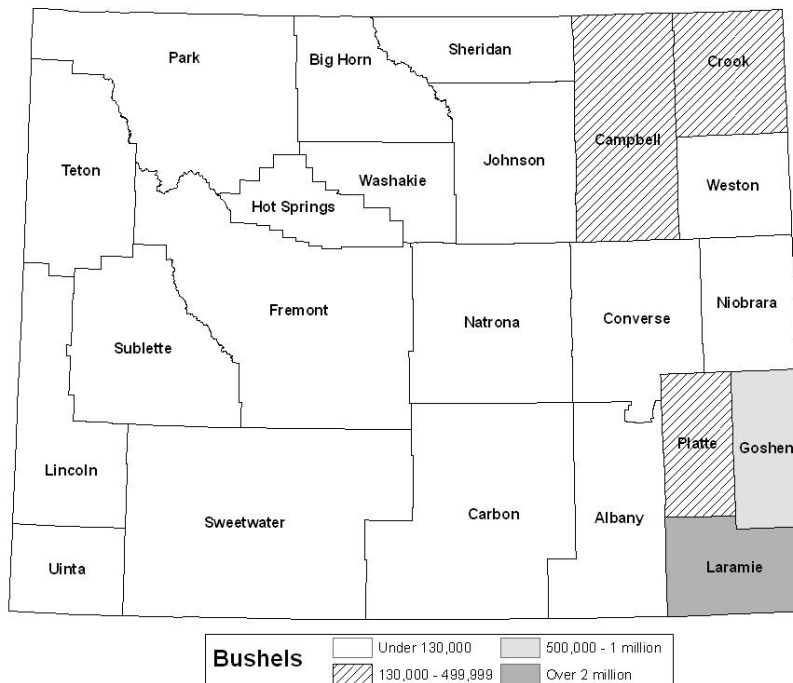 Park
Big Horn
Sheridan
Campbell
Crook
Teton
Johnson
Washakie
Hot Springs
Weston
Fremont
Natrona
Converse
Niobrara
Sublette
Lincoln
Platte
Goshen
Sweetwater
Carbon
Albany
Uinta
Laramie
Bushels
Under 130,000
500,000 - 1 million
130,000 - 499,999
Over 2 million